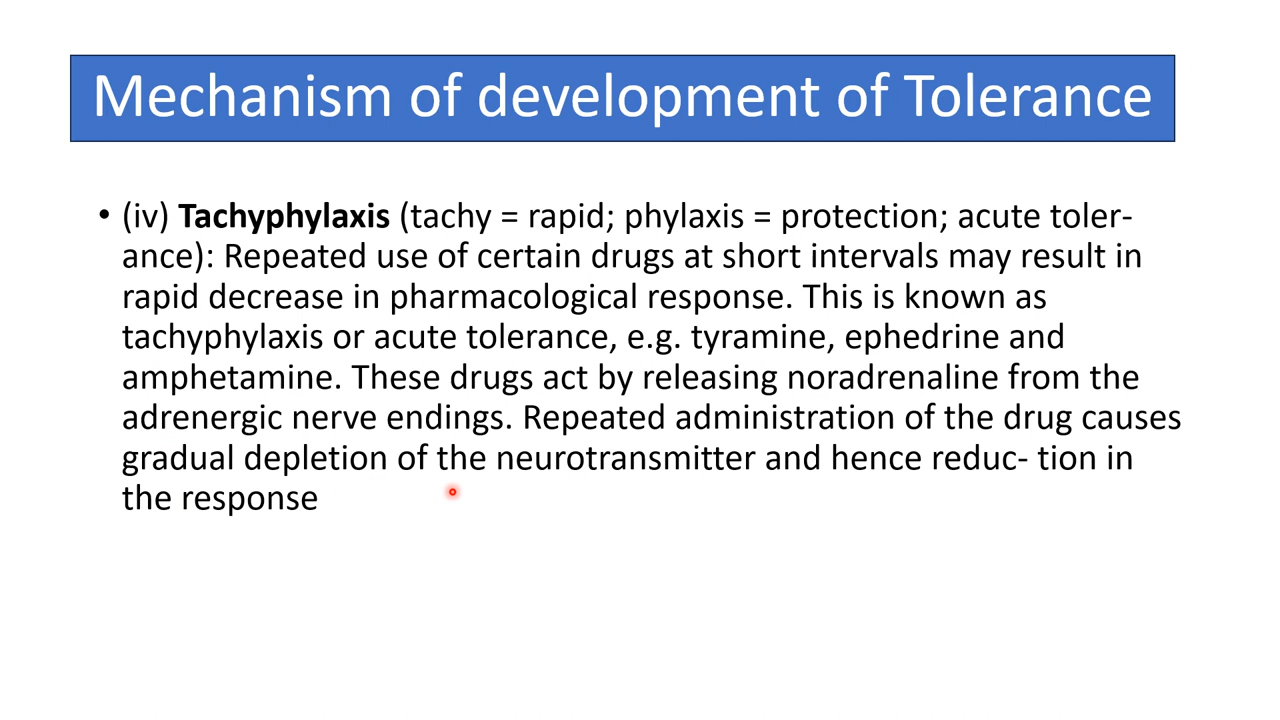 Mechanism of development of Tolerance
• (iv) Tachyphylaxis (tachy = rapid; phylaxis = protection; acute toler-
ance): Repeated use of certain drugs at short intervals may result in
rapid decrease in pharmacological response. This is known as
tachyphylaxis or acute tolerance, e.g. tyramine, ephedrine and
amphetamine. These drugs act by releasing noradrenaline from the
adrenergic nerve endings. Repeated administration of the drug causes
gradual depletion of the neurotransmitter and hence reduc- tion in
the response